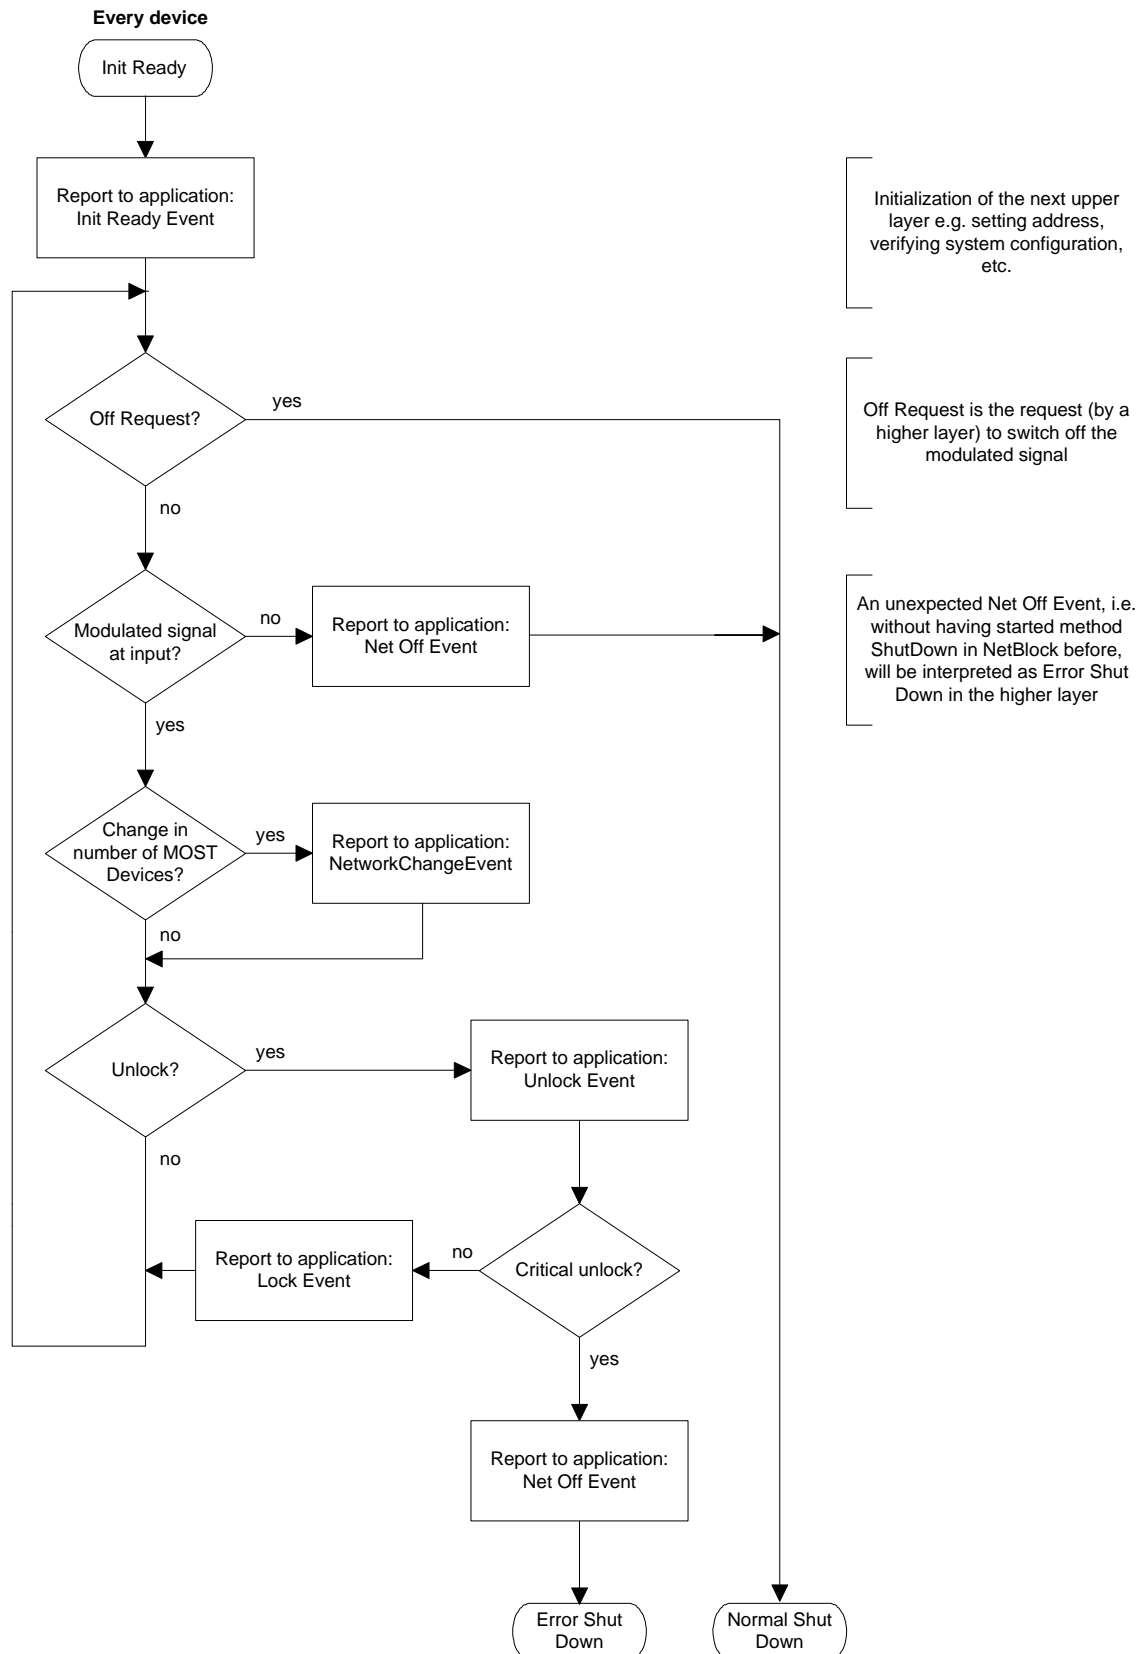 Every device
Init Ready
Report to application:
Init Ready Event
Initialization of the next upper
layer e.g. setting address,
verifying system configuration,
etc.
Off Request?
yes
no
Off Request is the request (by a
higher layer) to switch off the
modulated signal
Modulated signal
at input?
no
yes
Report to application:
Net Off Event
An unexpected Net Off Event, i.e.
without having started method
ShutDown in NetBlock before,
will be interpreted as Error Shut
Down in the higher layer
Change in
number of MOST
Devices?
yes
no
Report to application:
NetworkChangeEvent
Unlock?
yes
no
Report to application:
Unlock Event
Report to application:
Lock Event
no
Critical unlock?
yes
Report to application:
Net Off Event
Error Shut
Down
Normal Shut
Down